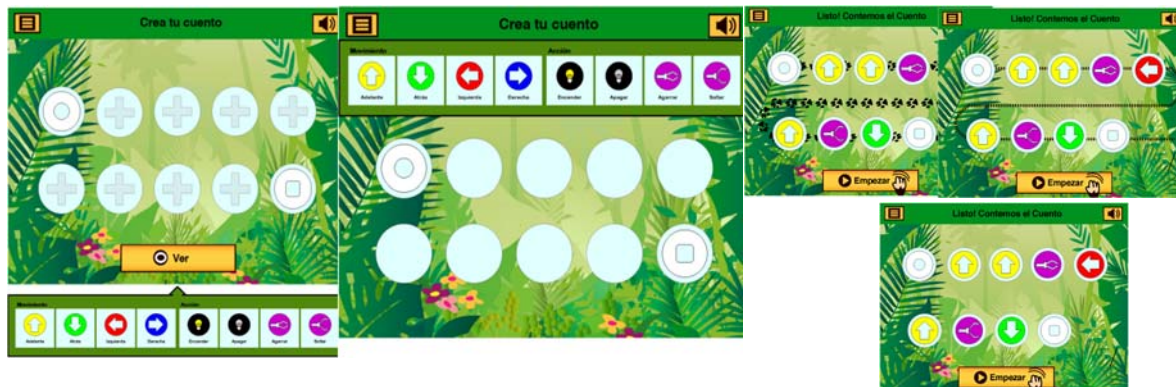 Crea tu cuento
Ver
Movimiento Acción
Adelante Atrás Izquierda Derecha Encender Apagar Agarrar Soltar
Crea tu cuento
Movimiento Acción
Adelante Atrás Izquierda Derecha Encender Apagar Agarrar Soltar
Listo! Contemos el Cuento
Empezar
Listo! Contemos el Cuento
Empezar
Listo! Contemos el Cuento
Empezar